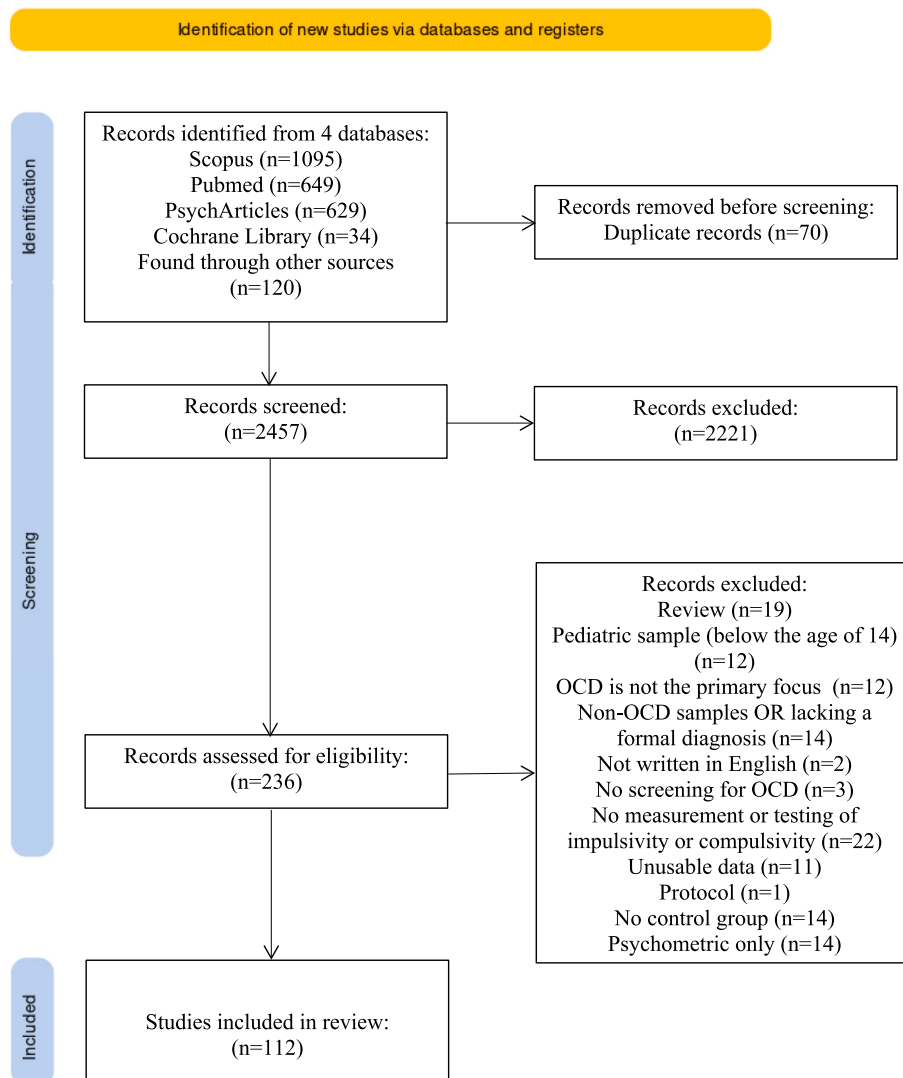 Identification of new studies via databases and registers
Identification
Records identified from 4 databases:
Scopus (n=1095)
Pubmed (n=649)
PsychArticles (n=629)
Cochrane Library (n=34)
Found through other sources
(n=120)
Records removed before screening:
Duplicate records (n=70)
Screening
Records screened:
(n=2457)
Records excluded:
(n=2221)
Records assessed for eligibility:
(n=236)
Records excluded:
Review (n=19)
Pediatric sample (below the age of 14)
(n=12)
OCD is not the primary focus (n=12)
Non-OCD samples OR lacking a
formal diagnosis (n=14)
Not written in English (n=2)
No screening for OCD (n=3)
No measurement or testing of
impulsivity or compulsivity (n=22)
Unusable data (n=11)
Protocol (n=1)
No control group (n=14)
Psychometric only (n=14)
Included
Studies included in review:
(n=112)